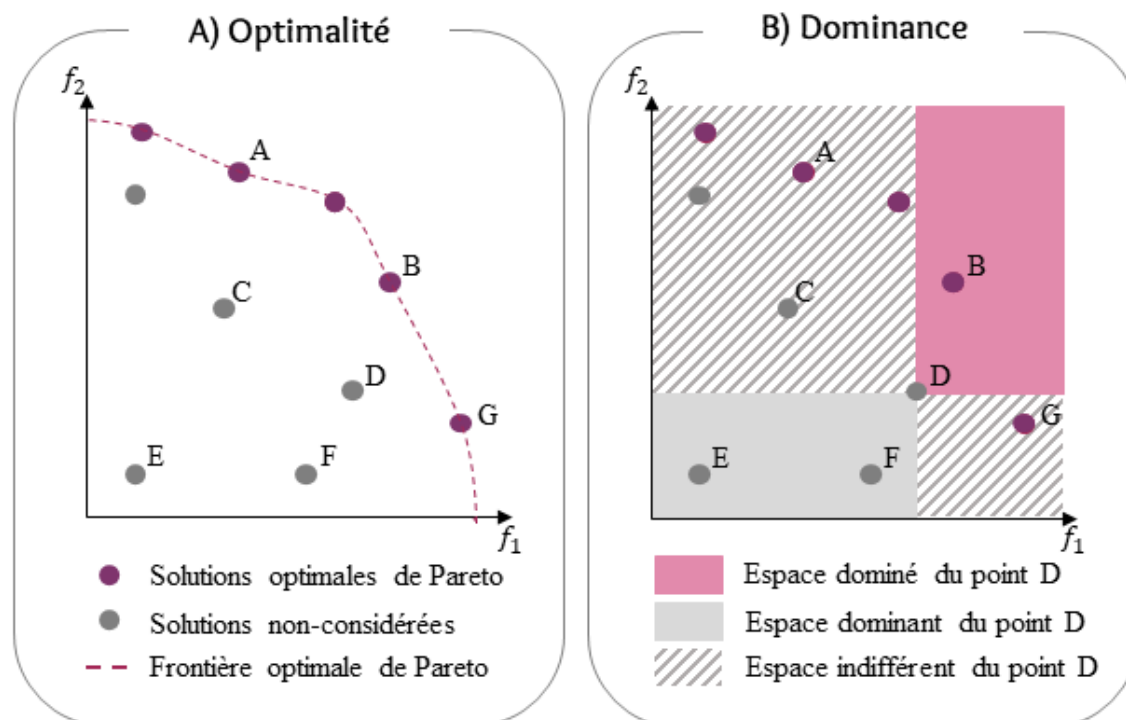 A) Optimalité
f₂
A
B
C
D
G
E
F
f₁
Solutions optimales de Pareto
Solutions non-considérées
Frontière optimale de Pareto
B) Dominance
f₂
A
B
C
D
G
E
F
f₁
Espace dominé du point D
Espace dominant du point D
Espace indifférent du point D